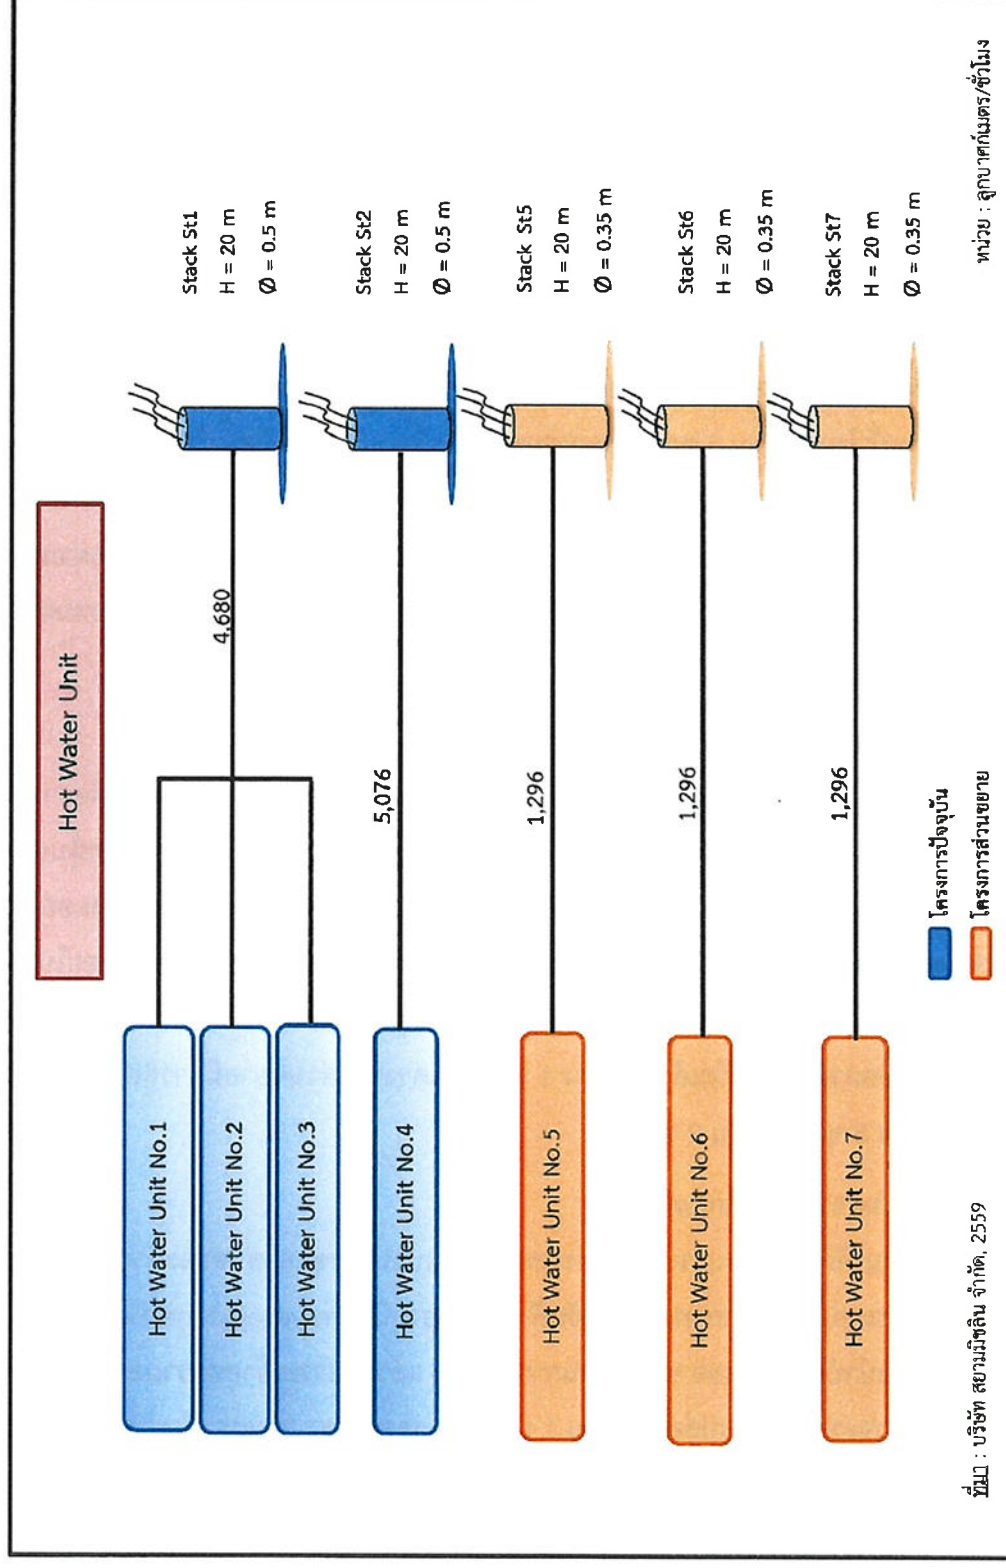 Hot Water Unit
Hot Water Unit No.1
Hot Water Unit No.2
Hot Water Unit No.3
4,680
Stack St1
H = 20 m
Ø = 0.5 m
Hot Water Unit No.4
5,076
Stack St2
H = 20 m
Ø = 0.5 m
Hot Water Unit No.5
1,296
Stack St5
H = 20 m
Ø = 0.35 m
Hot Water Unit No.6
1,296
Stack St6
H = 20 m
Ø = 0.35 m
Hot Water Unit No.7
1,296
Stack St7
H = 20 m
Ø = 0.35 m
โครงการปัจจุบัน
โครงการส่วนขยาย
ที่มา : บริษัท สยามมิชลิน จำกัด, 2559
หน่วย : ลูกบาศก์เมตร/ชั่วโมง